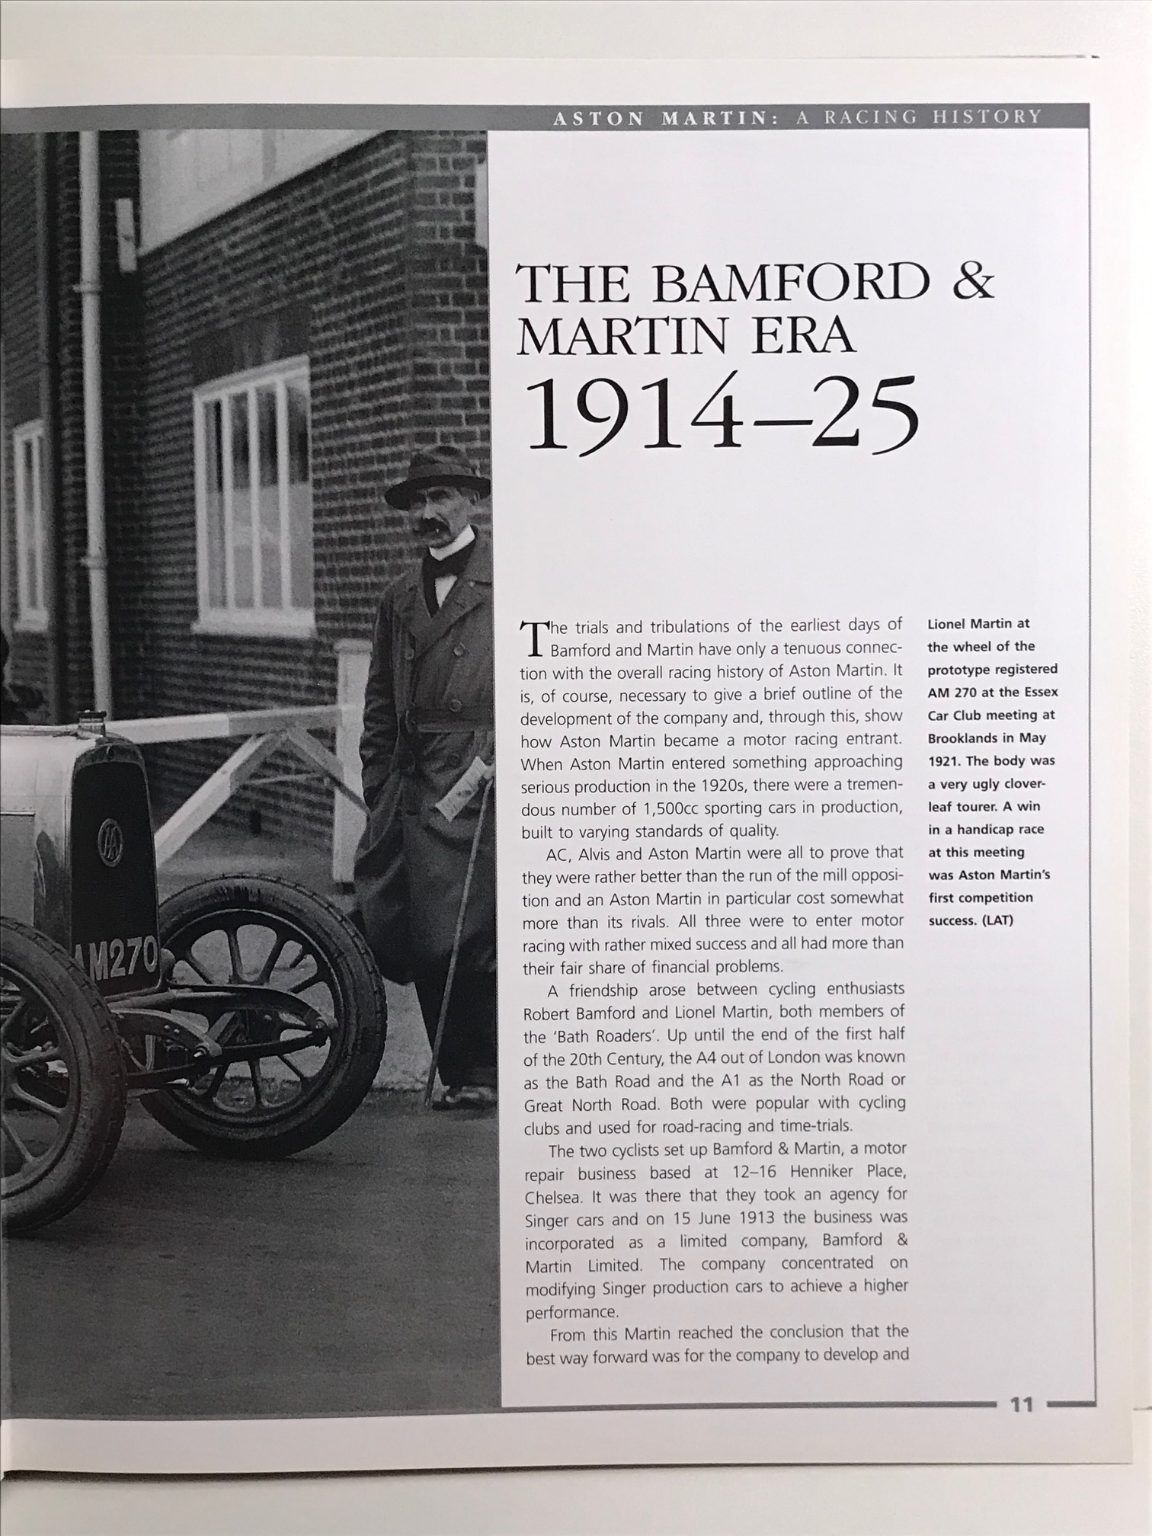 ASTON MARTIN: A RACING HISTORY
THE BAMFORD &
MARTIN ERA
1914–25
The trials and tribulations of the earliest days of
Bamford and Martin have only a tenuous connec-
tion with the overall racing history of Aston Martin. It
is, of course, necessary to give a brief outline of the
development of the company and, through this, show
how Aston Martin became a motor racing entrant.
When Aston Martin entered something approaching
serious production in the 1920s, there were a tremen-
dous number of 1,500cc sporting cars in production,
built to varying standards of quality.
AC, Alvis and Aston Martin were all to prove that
they were rather better than the run of the mill opposi-
tion and an Aston Martin in particular cost somewhat
more than its rivals. All three were to enter motor
racing with rather mixed success and all had more than
their fair share of financial problems.
A friendship arose between cycling enthusiasts
Robert Bamford and Lionel Martin, both members of
the 'Bath Roaders'. Up until the end of the first half
of the 20th Century, the A4 out of London was known
as the Bath Road and the A1 as the North Road or
Great North Road. Both were popular with cycling
clubs and used for road-racing and time-trials.
The two cyclists set up Bamford & Martin, a motor
repair business based at 12–16 Henniker Place,
Chelsea. It was there that they took an agency for
Singer cars and on 15 June 1913 the business was
incorporated as a limited company, Bamford &
Martin Limited. The company concentrated on
modifying Singer production cars to achieve a higher
performance.
From this Martin reached the conclusion that the
best way forward was for the company to develop and
Lionel Martin at
the wheel of the
prototype registered
AM 270 at the Essex
Car Club meeting at
Brooklands in May
1921. The body was
a very ugly clover-
leaf tourer. A win
in a handicap race
at this meeting
was Aston Martin's
first competition
success. (LAT)
AM270
11